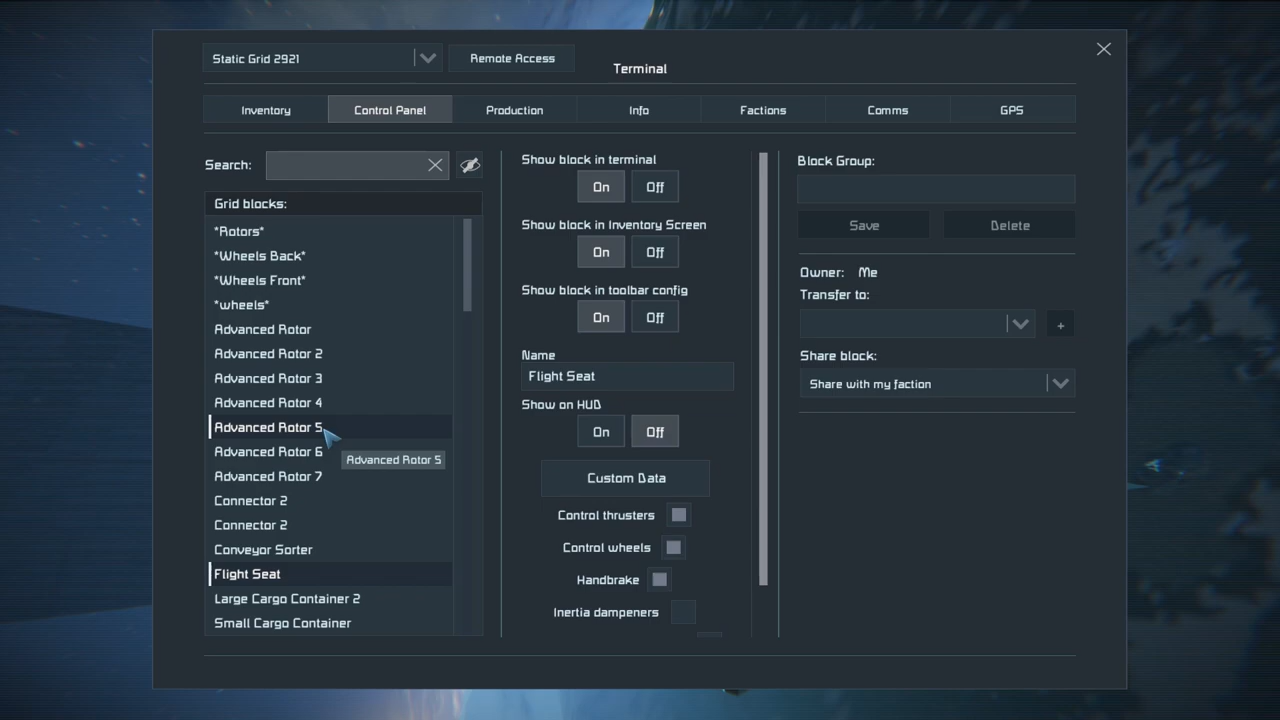 Static Grid 2921
Remote Access
Terminal
Inventory
Control Panel
Production
Info
Factions
Comms
GPS
Search:
Grid blocks:
*Rotors*
*Wheels Back*
*Wheels Front*
*wheels*
Advanced Rotor
Advanced Rotor 2
Advanced Rotor 3
Advanced Rotor 4
Advanced Rotor 5
Advanced Rotor 6
Advanced Rotor 5
Advanced Rotor 7
Connector 2
Connector 2
Conveyor Sorter
Flight Seat
Large Cargo Container 2
Small Cargo Container
Show block in terminal
On Off
Show block in Inventory Screen
On Off
Show block in toolbar config
On Off
Name
Flight Seat
Show on HUD
On Off
Custom Data
Control thrusters
Control wheels
Handbrake
Inertia dampeners
Block Group:
Save Delete
Owner: Me
Transfer to:
+
Share block:
Share with my faction